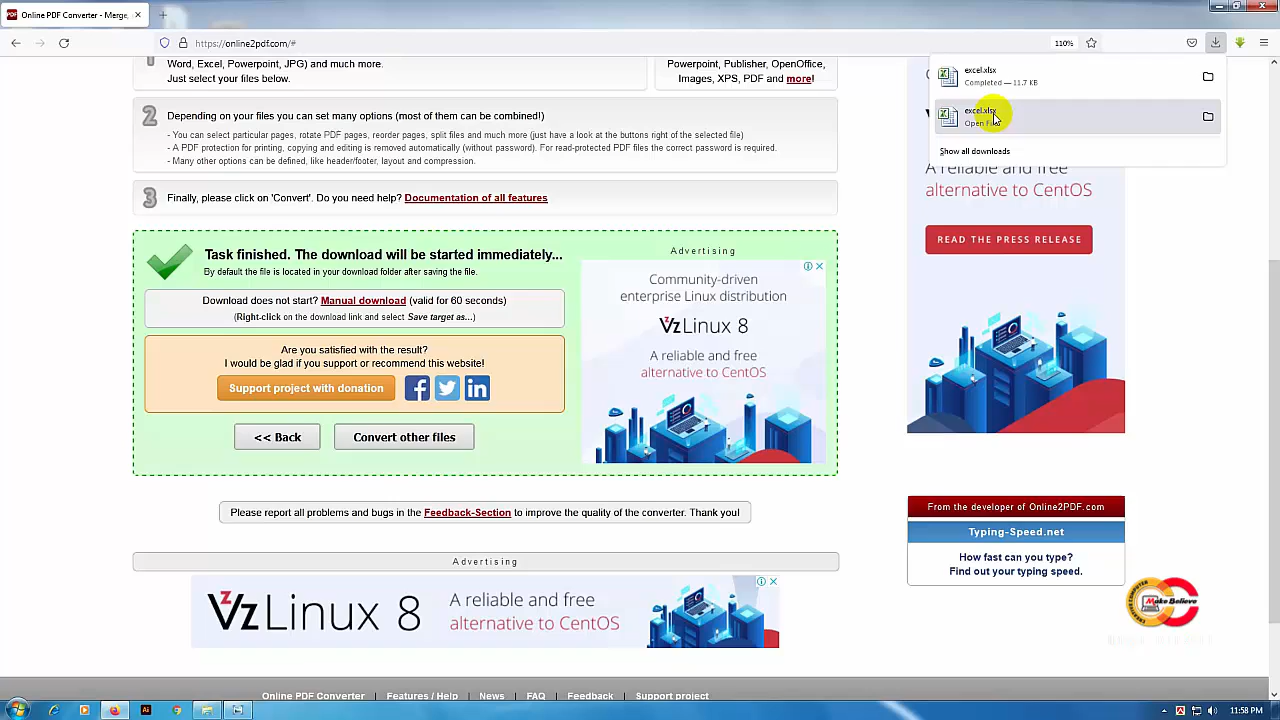 Online PDF Converter - Merge,
https://online2pdf.com/#
110%
Word, Excel, Powerpoint, JPG) and much more.
Just select your files below.
Powerpoint, Publisher, OpenOffice,
Images, XPS, PDF and more!
excel.xlsx
Completed — 11.7 KB
excel.xlsx
Open File
Show all downloads
2
Depending on your files you can set many options (most of them can be combined!)
- You can select particular pages, rotate PDF pages, reorder pages, split files and much more (just have a look at the buttons right of the selected file)
- A PDF protection for printing, copying and editing is removed automatically (without password). For read-protected PDF files the correct password is required.
- Many other options can be defined, like header/footer, layout and compression.
3
Finally, please click on 'Convert'. Do you need help? Documentation of all features
A reliable and free
alternative to CentOS
READ THE PRESS RELEASE
Task finished. The download will be started immediately...
By default the file is located in your download folder after saving the file.
Download does not start? Manual download (valid for 60 seconds)
(Right-click on the download link and select Save target as...)
Are you satisfied with the result?
I would be glad if you support or recommend this website!
Support project with donation
<< Back
Convert other files
Advertising
Community-driven
enterprise Linux distribution
VzLinux 8
A reliable and free
alternative to CentOS
Please report all problems and bugs in the Feedback-Section to improve the quality of the converter. Thank you!
From the developer of Online2PDF.com
Typing-Speed.net
How fast can you type?
Find out your typing speed.
Advertising
VzLinux 8
A reliable and free
alternative to CentOS
Make Believe
Online PDF Converter | Features / Help | News | FAQ | Feedback | Support project
11:58 PM